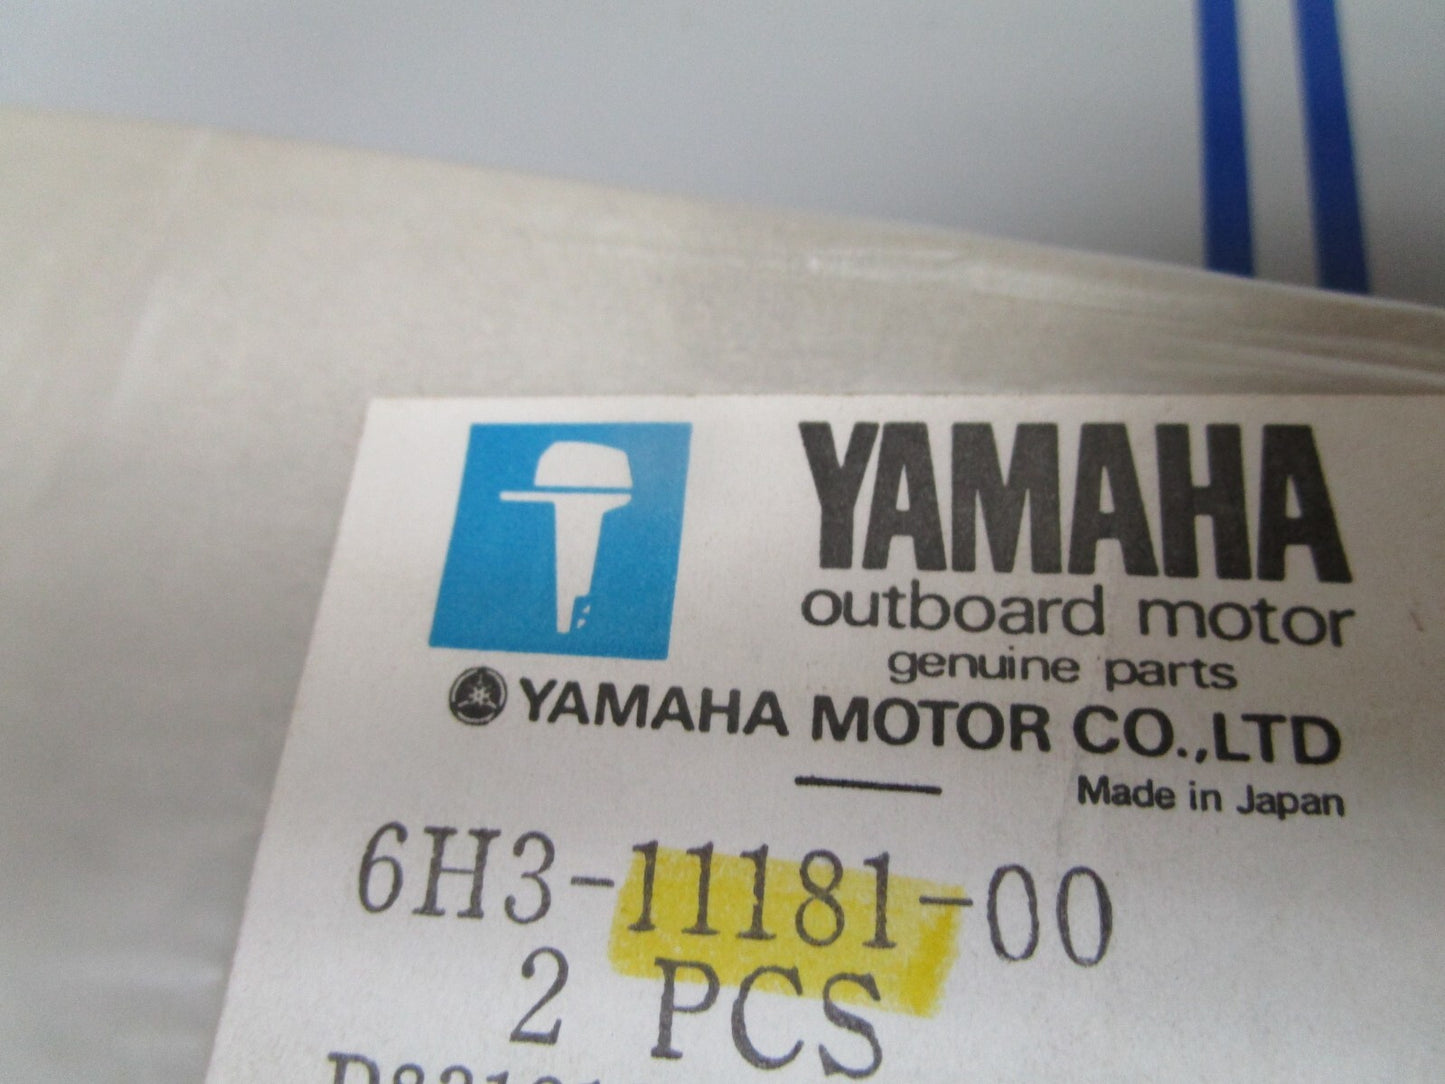 YAMAHA
outboard motor
genuine parts
YAMAHA MOTOR CO.,LTD
Made in Japan
6H3-11181-00
2 PCS